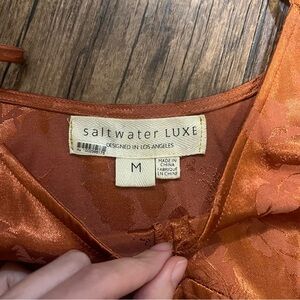 saltwater LUXE
DESIGNED IN LOS ANGELES
M
MADE IN
CHINA
FABRIQUÉ
EN CHINE